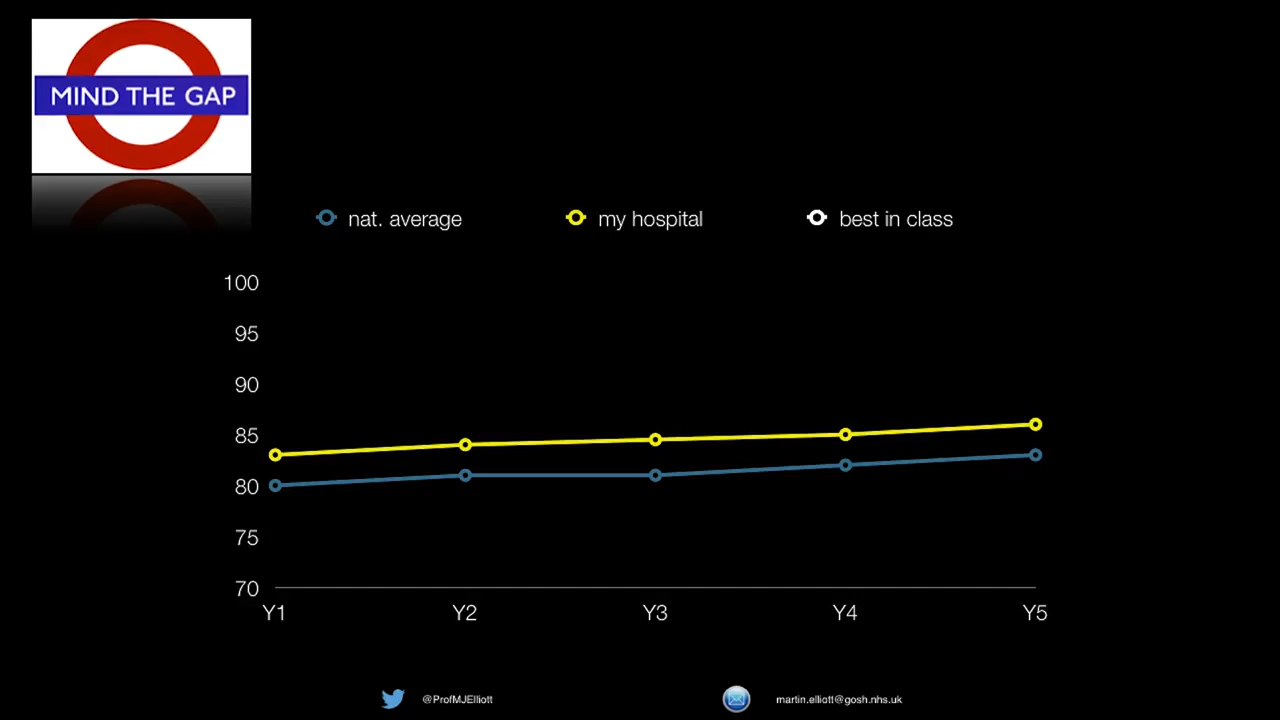 MIND THE GAP
nat. average
my hospital
best in class
100
95
90
85
80
75
70
Y1 Y2 Y3 Y4 Y5
@ProfMJElliott
martin.elliott@gosh.nhs.uk